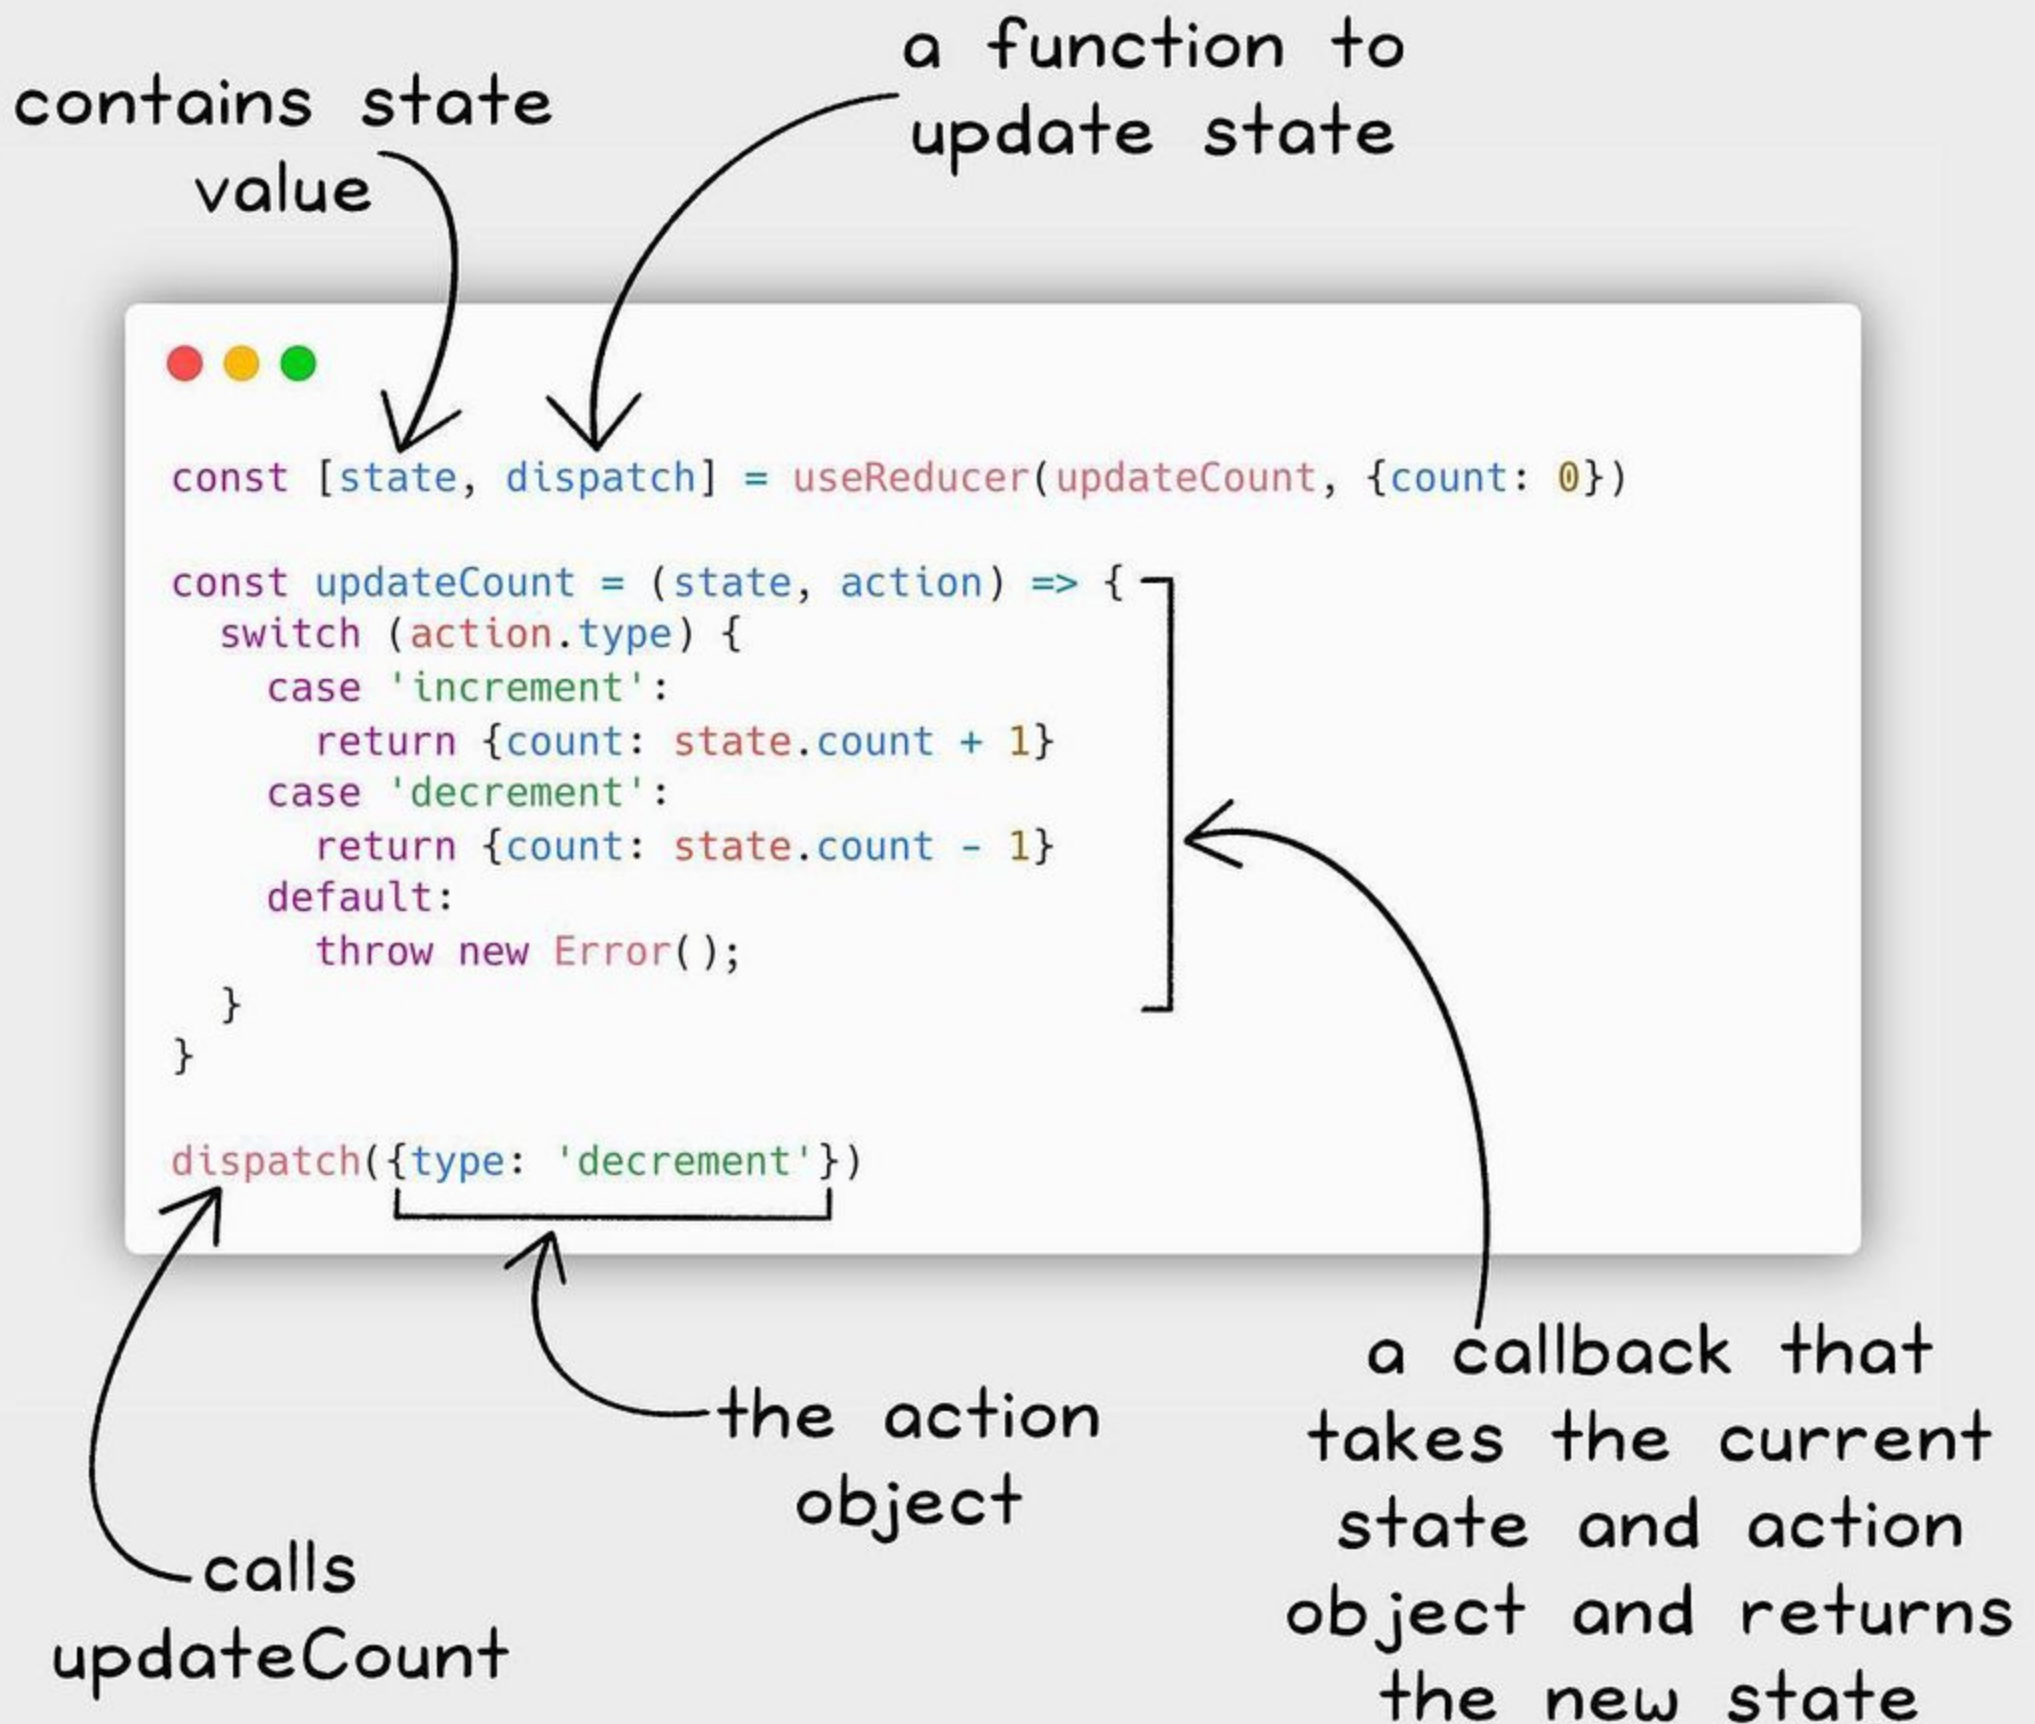 contains state
value
a function to
update state
const [state, dispatch] = useReducer(updateCount, {count: 0})
const updateCount = (state, action) => {
switch (action.type) {
case 'increment':
return {count: state.count + 1}
case 'decrement':
return {count: state.count - 1}
default:
throw new Error();
}
}
dispatch({type: 'decrement'})
calls
updateCount
the action
object
a callback that
takes the current
state and action
object and returns
the new state